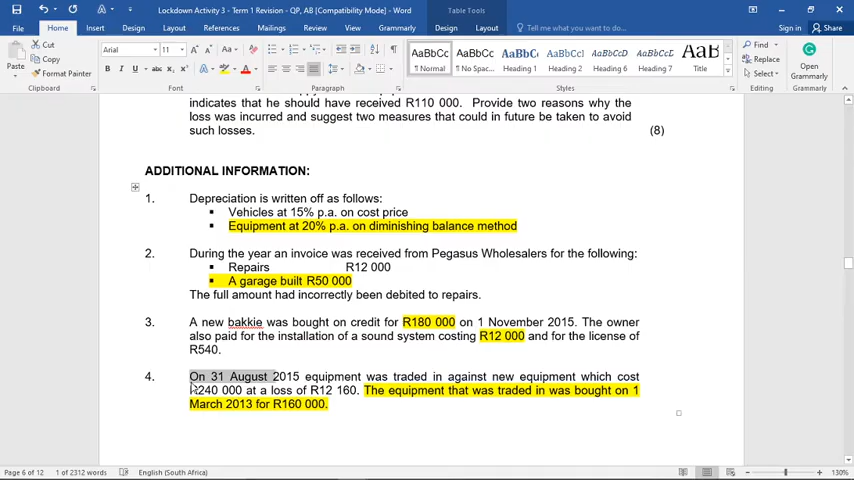 Lockdown Activity 3 - Term 1 Revision - QP, AB [Compatibility Mode] - Word
Table Tools
File Home Insert Draw Design Layout References Mailings Review View Grammarly Design Layout Tell me what you want to do... Sign in Share
Paste
Cut
Copy
Format Painter
Clipboard
Arial 11
Font
Paragraph
AaBbCc
¶ Normal
AaBbCc
¶ No Spac...
AaBbCc
Heading 1
AaBbCc
Heading 2
AaBbCcD
Heading 6
AaBbCcI
Heading 7
AaB
Title
Styles
Find
Replace
Select
Editing
Open
Grammarly
Grammarly
indicates that he should have received R110 000. Provide two reasons why the
loss was incurred and suggest two measures that could in future be taken to avoid
such losses. (8)
ADDITIONAL INFORMATION:
1. Depreciation is written off as follows:
▪ Vehicles at 15% p.a. on cost price
▪ Equipment at 20% p.a. on diminishing balance method
2. During the year an invoice was received from Pegasus Wholesalers for the following:
▪ Repairs R12 000
▪ A garage built R50 000
The full amount had incorrectly been debited to repairs.
3. A new bakkie was bought on credit for R180 000 on 1 November 2015. The owner
also paid for the installation of a sound system costing R12 000 and for the license of
R540.
4. On 31 August 2015 equipment was traded in against new equipment which cost
R240 000 at a loss of R12 160. The equipment that was traded in was bought on 1
March 2013 for R160 000.
Page 6 of 12 1 of 2312 words English (South Africa) 130%